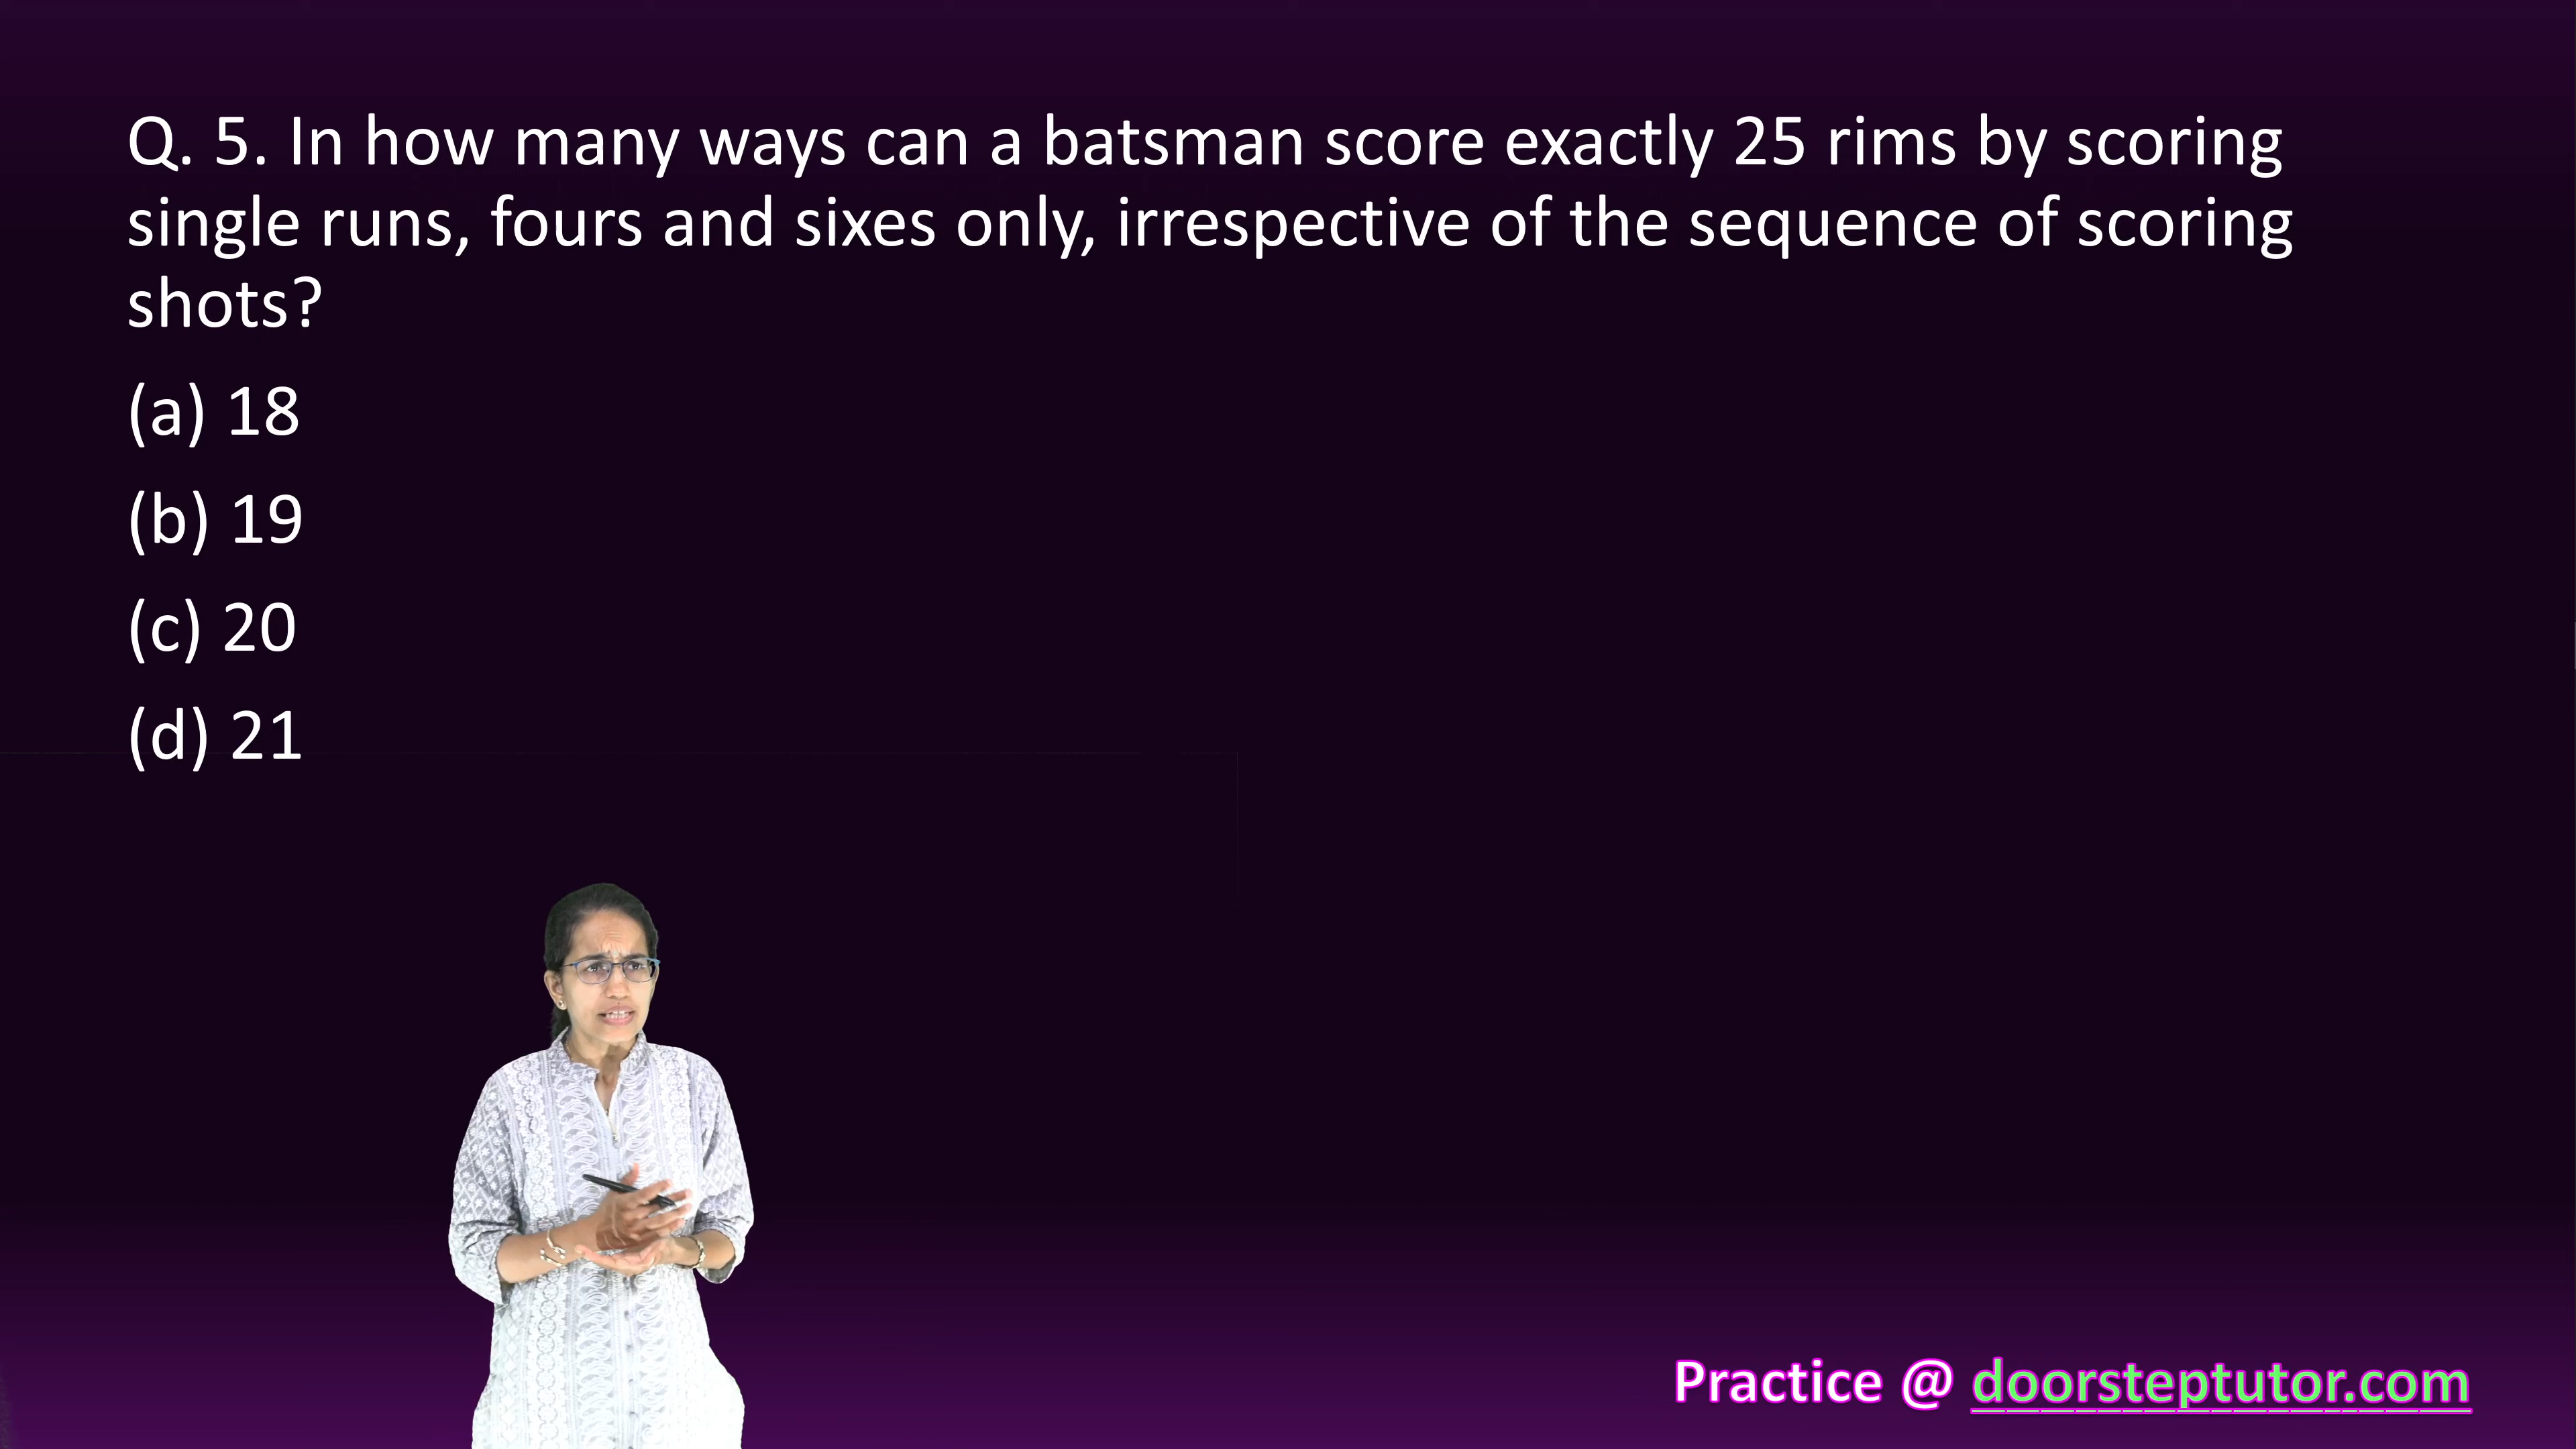 Q. 5. In how many ways can a batsman score exactly 25 rims by scoring
single runs, fours and sixes only, irrespective of the sequence of scoring
shots?
(a) 18
(b) 19
(c) 20
(d) 21
Practice @ doorsteptutor.com